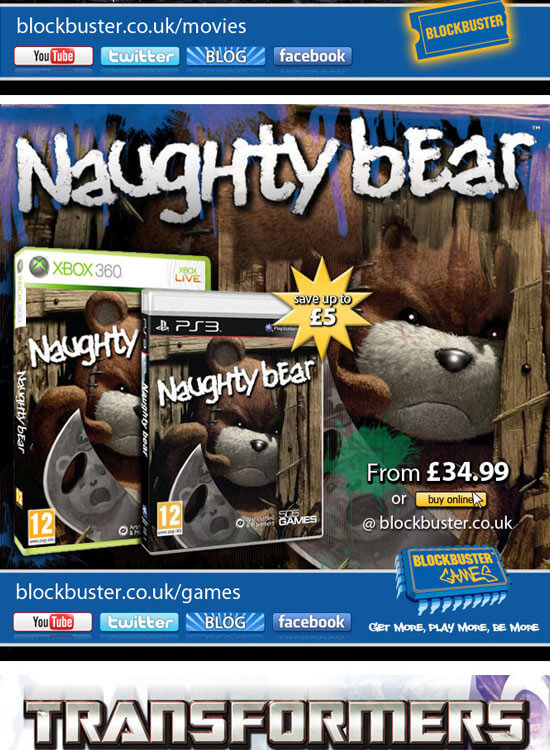 blockbuster.co.uk/movies
BLOCKBUSTER
YouTube
twitter
BLOG
facebook
NaugHty bEar™
XBOX 360
XBOX
LIVE
save up to
£5
PS3
NaugHty
NaugHty bEar
NaugHty bEar
Naughty bEar
12
12
505
GAMES
From £34.99
or buy online
@ blockbuster.co.uk
BLOCKBUSTER
GAMES
blockbuster.co.uk/games
YouTube
twitter
BLOG
facebook
GET MORE, PLAY MORE, BE MORE
TRANSFORMERS